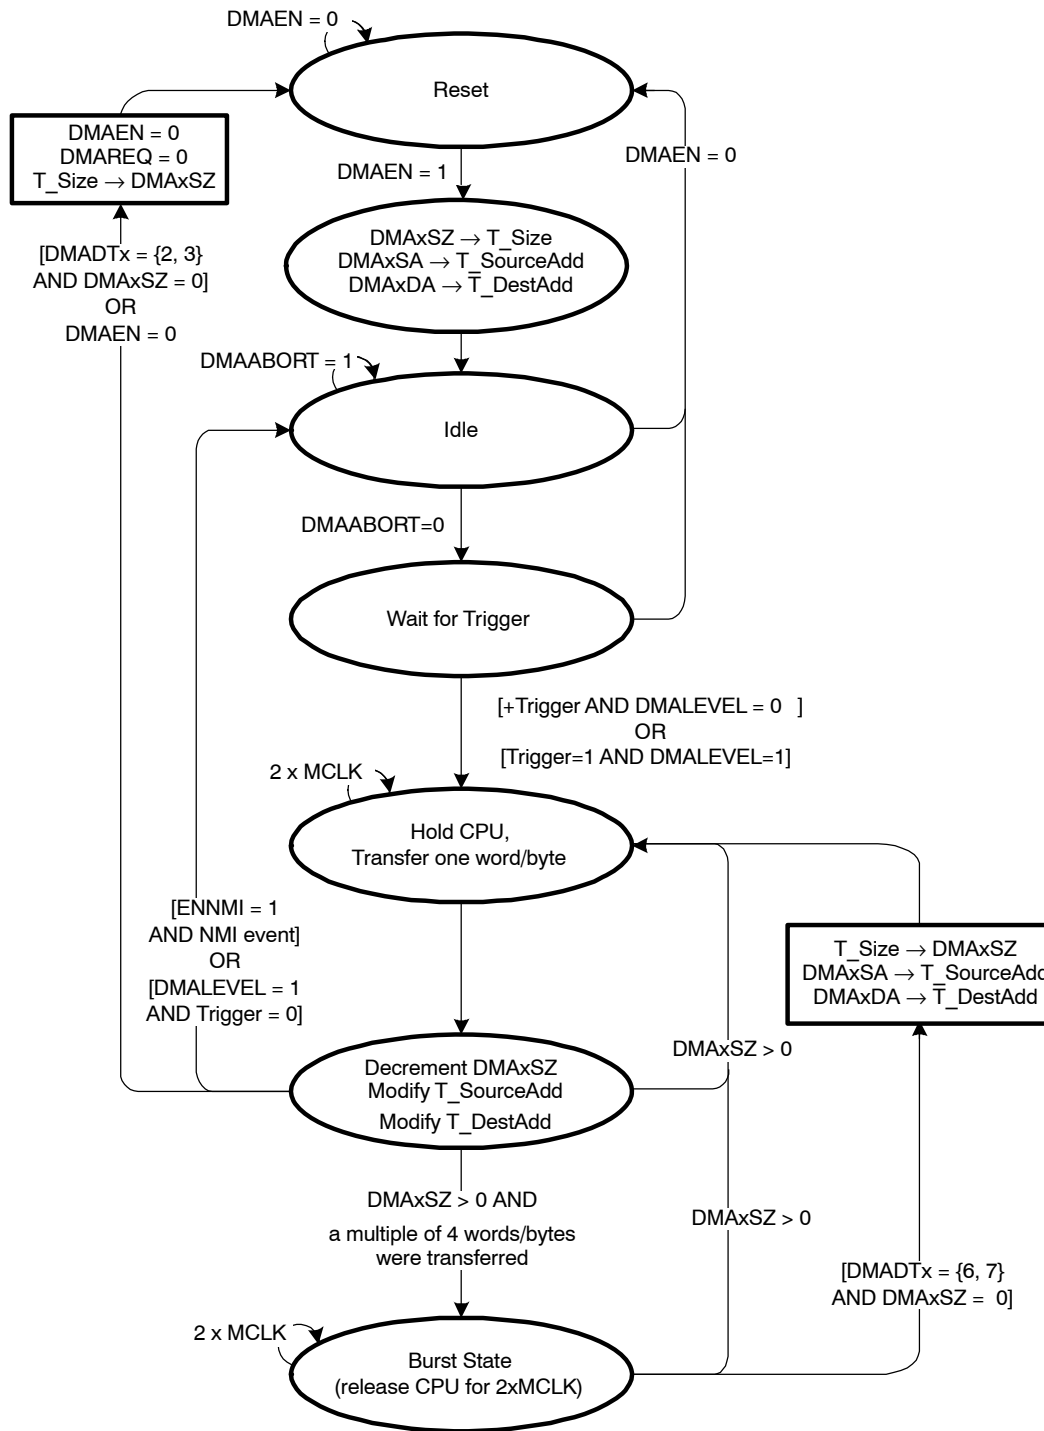 DMAEN = 0
Reset
DMAEN = 0
DMAREQ = 0
T_Size → DMAxSZ
DMAEN = 0
DMAEN = 1
DMAxSZ → T_Size
DMAxSA → T_SourceAdd
DMAxDA → T_DestAdd
[DMADTx = {2, 3}
AND DMAxSZ = 0]
OR
DMAEN = 0
DMAABORT = 1
Idle
DMAABORT=0
Wait for Trigger
[+Trigger AND DMALEVEL = 0 ]
OR
[Trigger=1 AND DMALEVEL=1]
2 x MCLK
Hold CPU,
Transfer one word/byte
[ENNMI = 1
AND NMI event]
OR
[DMALEVEL = 1
AND Trigger = 0]
T_Size → DMAxSZ
DMAxSA → T_SourceAdd
DMAxDA → T_DestAdd
DMAxSZ > 0
Decrement DMAxSZ
Modify T_SourceAdd
Modify T_DestAdd
DMAxSZ > 0 AND
a multiple of 4 words/bytes
were transferred
DMAxSZ > 0
[DMADTx = {6, 7}
AND DMAxSZ = 0]
2 x MCLK
Burst State
(release CPU for 2xMCLK)